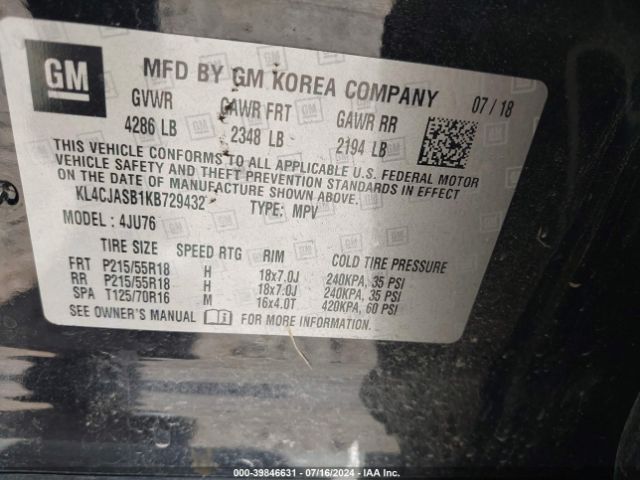 GM
MFD BY GM KOREA COMPANY 07 / 18
GVWR GAWR FRT GAWR RR
4286 LB 2348 LB 2194 LB
THIS VEHICLE CONFORMS TO ALL APPLICABLE U.S. FEDERAL MOTOR
VEHICLE SAFETY AND THEFT PREVENTION STANDARDS IN EFFECT
ON THE DATE OF MANUFACTURE SHOWN ABOVE.
KL4CJASB1KB729432 TYPE: MPV
MODEL : 4JU76
TIRE SIZE SPEED RTG RIM COLD TIRE PRESSURE
FRT P215/55R18 H 18x7.0J 240KPA, 35 PSI
RR P215/55R18 H 18x7.0J 240KPA, 35 PSI
SPA T125/70R16 M 16x4.0T 420KPA, 60 PSI
SEE OWNER'S MANUAL FOR MORE INFORMATION.
000-39846631 - 07/16/2024 - IAA Inc.